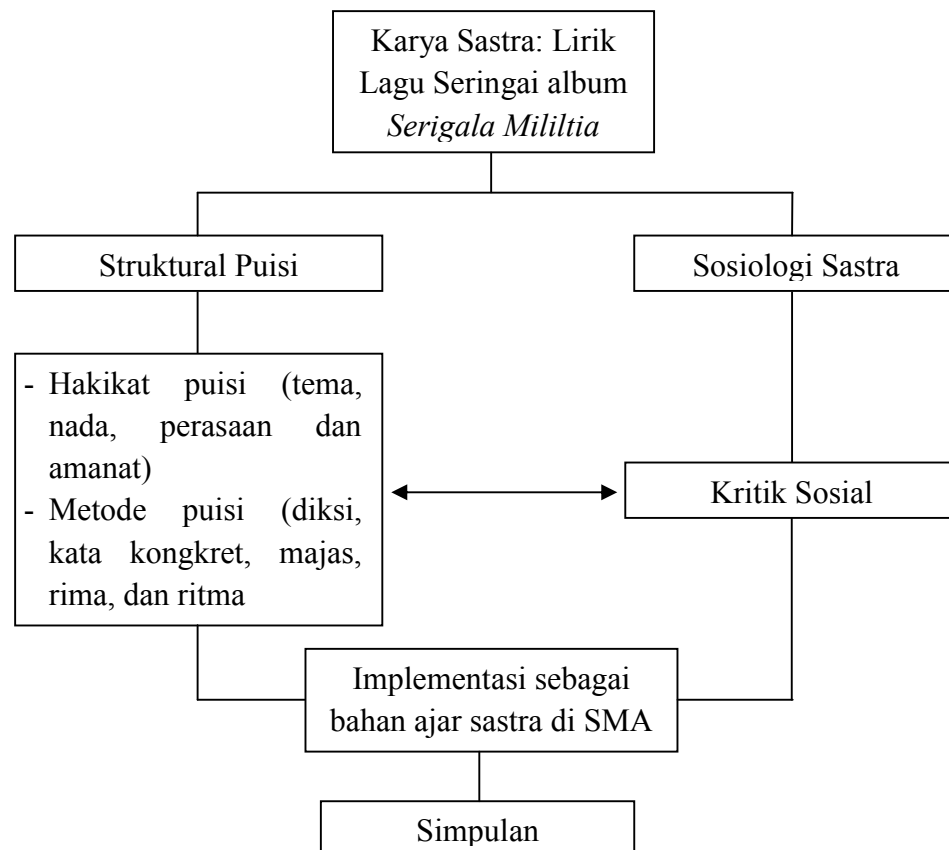 Karya Sastra: Lirik
Lagu Seringai album
Serigala Mililtia
Struktural Puisi
Sosiologi Sastra
- Hakikat puisi (tema,
nada, perasaan dan
amanat)
- Metode puisi (diksi,
kata kongkret, majas,
rima, dan ritma
Kritik Sosial
Implementasi sebagai
bahan ajar sastra di SMA
Simpulan